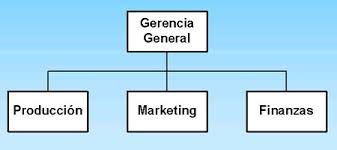 Gerencia
General
Producción
Marketing
Finanzas